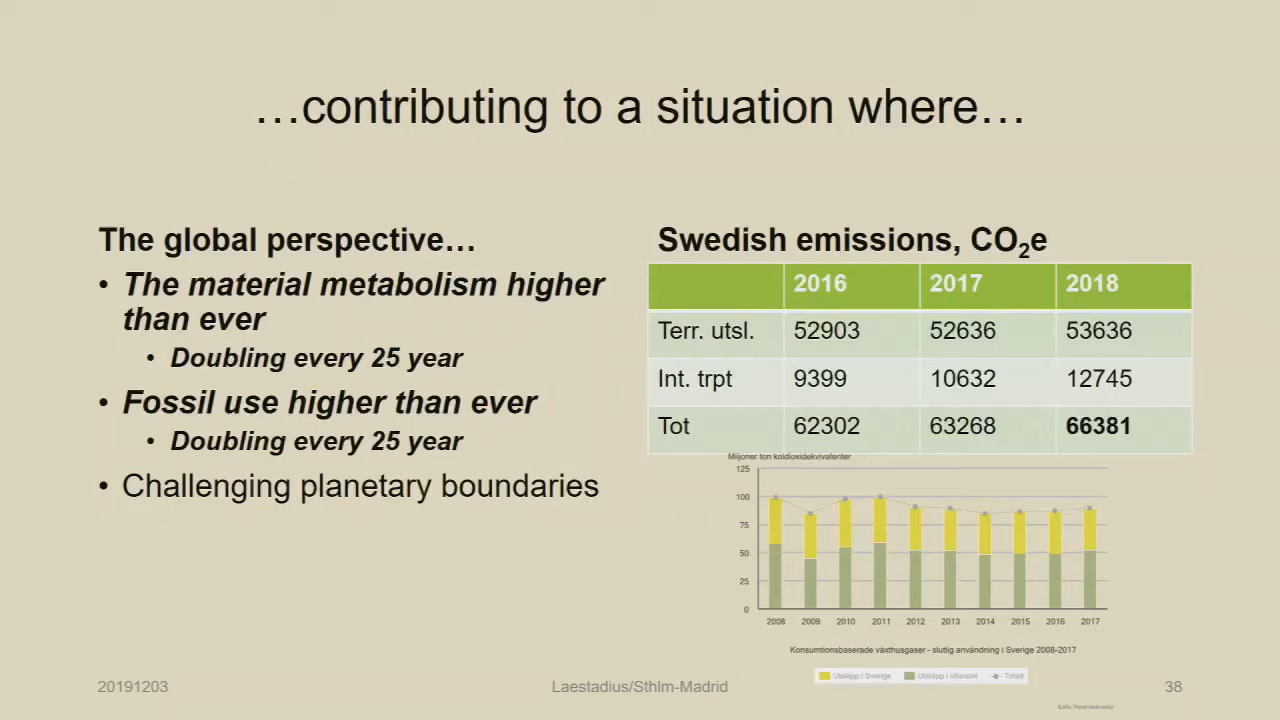 …contributing to a situation where…
The global perspective…
• The material metabolism higher
than ever
• Doubling every 25 year
• Fossil use higher than ever
• Doubling every 25 year
• Challenging planetary boundaries
Swedish emissions, CO2e
2016 2017 2018
Terr. utsl. 52903 52636 53636
Int. trpt 9399 10632 12745
Tot 62302 63268 66381
Miljoner ton koldioxidekvivalenter
125
100
75
50
25
0
2008 2009 2010 2011 2012 2013 2014 2015 2016 2017
Konsumtionsbaserade växthusgaser - slutlig användning i Sverige 2008-2017
Utsläpp i Sverige Utsläpp i utlandet Totalt
20191203
Laestadius/Sthlm-Madrid
38